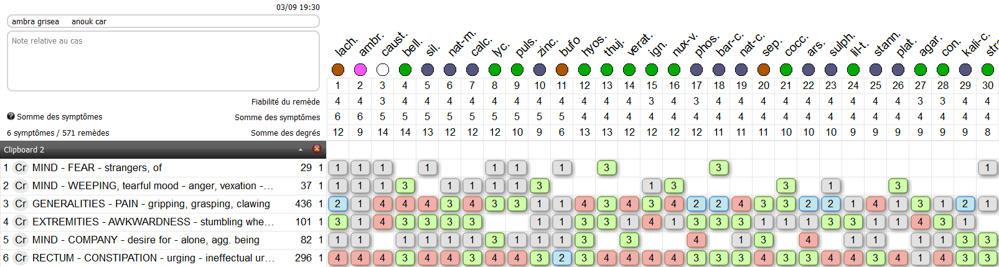 03/09 19:30
ambra grisea anouk car
Note relative au cas
lach. ambr. caust. bell. sil. nat-m. calc. lyc. puls. zinc. bufo hyos. thuj. verat. ign. nux-v. phos. bar-c. nat-c. sep. cocc. ars. sulph. lil-t. stann. plat. agar. con. kali-c.
1 2 3 4 5 6 7 8 9 10 11 12 13 14 15 16 17 18 19 20 21 22 23 24 25 26 27 28 29 30
Fiabilité du remède 4 4 3 4 4 4 4 4 4 4 4 4 4 4 3 4 3 4 4 4 4 4 4 4 4 4 3 3 4 4
Somme des symptômes Somme des symptômes 6 6 5 5 5 5 5 5 5 5 5 4 4 4 4 4 4 4 4 4 4 4 4 4 4 4 4 4 4 4
6 symptômes / 571 remèdes Somme des degrés 12 9 14 14 13 12 12 12 10 9 6 13 13 12 12 12 11 11 11 11 10 10 10 9 9 9 9 9 9 8
Clipboard 2
1 Cr MIND - FEAR - strangers, of 29 1 1 1 1 1 1 1 1 3 3 1
2 Cr MIND - WEEPING, tearful mood - anger, vexation -... 37 1 1 1 1 3 1 1 1 1 3 1 3 3 1 3
3 Cr GENERALITIES - PAIN - gripping, grasping, clawing 436 1 2 1 4 4 4 3 4 3 3 1 1 4 3 4 3 4 2 2 4 3 3 2 2 1 4 1 3 1 2 1
4 Cr EXTREMITIES - AWKWARDNESS - stumbling whe... 101 1 3 1 4 3 3 3 3 1 1 3 3 1 4 1 3 3 3 1 1 1 3 3 1 1 4 3 1
5 Cr MIND - COMPANY - desire for - alone, agg. being 82 1 1 1 1 1 1 1 3 1 1 1 3 3 4 1 3 4 1 1 1 1 3 3
6 Cr RECTUM - CONSTIPATION - urging - ineffectual ur... 296 1 4 4 4 3 4 4 3 4 4 3 2 3 4 4 4 4 3 3 3 4 3 3 4 4 3 4 1 4 3 3